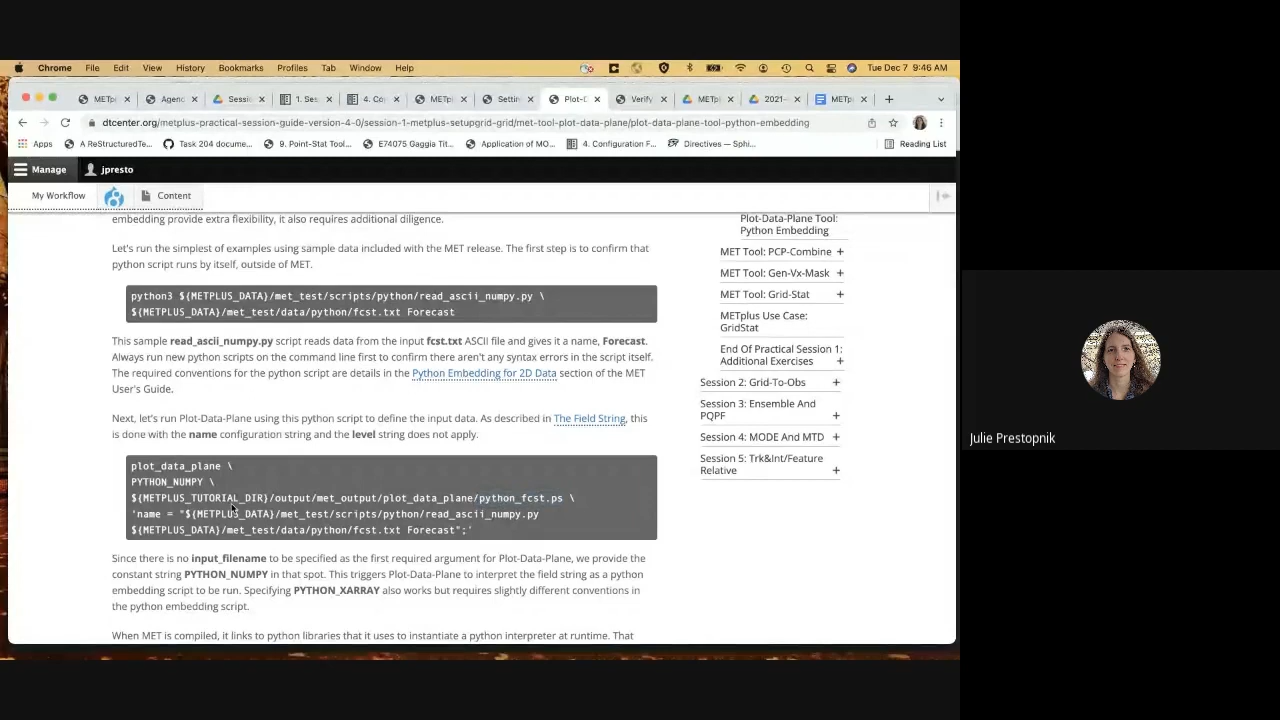 Chrome File Edit View History Bookmarks Profiles Tab Window Help Tue Dec 7 9:46 AM
METp Agen Sessi 1. Ses 4. Co METpl Settin Plot-D Verify METpl 2021- METpl
dtcenter.org/metplus-practical-session-guide-version-4-0/session-1-metplus-setupgrid-grid/met-tool-plot-data-plane/plot-data-plane-tool-python-embedding
Apps A ReStructuredTe... Task 204 docume... 9. Point-Stat Tool... E74075 Gaggia Tit... Application of MO... 4. Configuration F... Directives — Sphi... Reading List
Manage jpresto
My Workflow Content
embedding provide extra flexibility, it also requires additional diligence.
Let's run the simplest of examples using sample data included with the MET release. The first step is to confirm that
python script runs by itself, outside of MET.
python3 ${METPLUS_DATA}/met_test/scripts/python/read_ascii_numpy.py \
${METPLUS_DATA}/met_test/data/python/fcst.txt Forecast
This sample read_ascii_numpy.py script reads data from the input fcst.txt ASCII file and gives it a name, Forecast.
Always run new python scripts on the command line first to confirm there aren't any syntax errors in the script itself.
The required conventions for the python script are details in the Python Embedding for 2D Data section of the MET
User's Guide.
Next, let's run Plot-Data-Plane using this python script to define the input data. As described in The Field String, this
is done with the name configuration string and the level string does not apply.
plot_data_plane \
PYTHON_NUMPY \
${METPLUS_TUTORIAL_DIR}/output/met_output/plot_data_plane/python_fcst.ps \
'name = "${METPLUS_DATA}/met_test/scripts/python/read_ascii_numpy.py
${METPLUS_DATA}/met_test/data/python/fcst.txt Forecast";'
Since there is no input_filename to be specified as the first required argument for Plot-Data-Plane, we provide the
constant string PYTHON_NUMPY in that spot. This triggers Plot-Data-Plane to interpret the field string as a python
embedding script to be run. Specifying PYTHON_XARRAY also works but requires slightly different conventions in
the python embedding script.
When MET is compiled, it links to python libraries that it uses to instantiate a python interpreter at runtime. That
Plot-Data-Plane Tool:
Python Embedding
MET Tool: PCP-Combine +
MET Tool: Gen-Vx-Mask +
MET Tool: Grid-Stat +
METplus Use Case:
GridStat
End Of Practical Session 1:
Additional Exercises +
Session 2: Grid-To-Obs +
Session 3: Ensemble And
PQPF +
Session 4: MODE And MTD +
Session 5: Trk&Int/Feature
Relative +
Julie Prestopnik